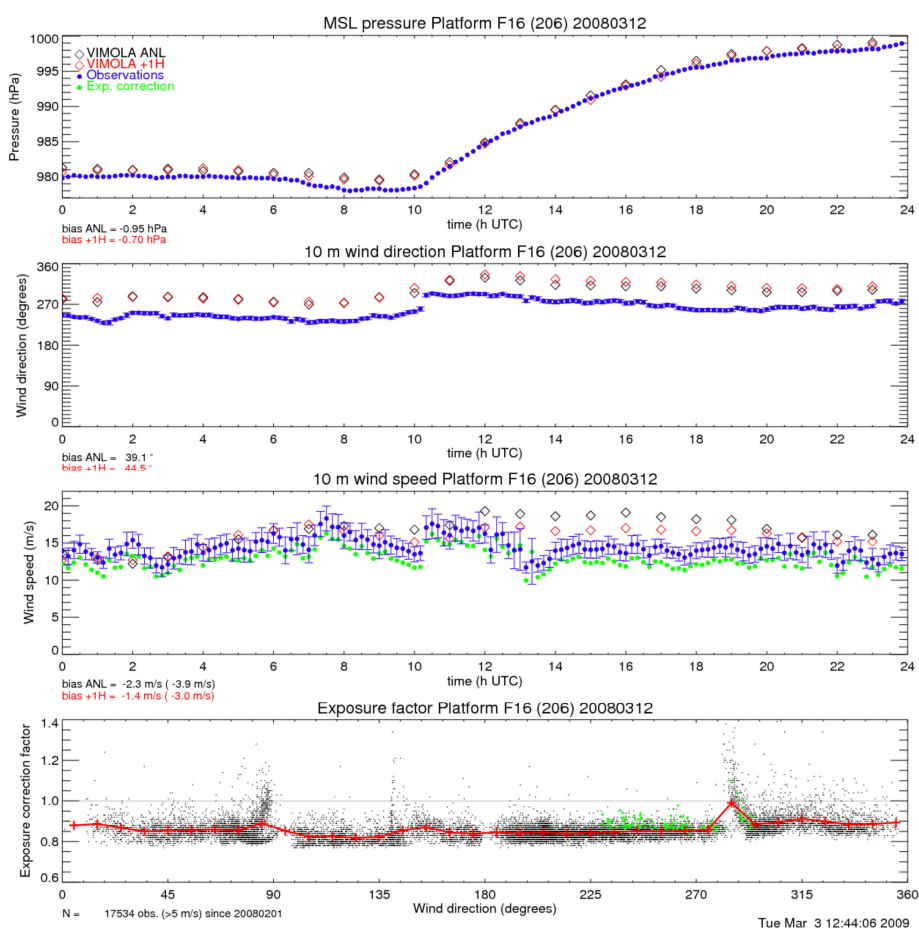 MSL pressure Platform F16 (206) 20080312
1000
995
990
985
980
Pressure (hPa)
VIMOLA ANL
VIMOLA +1H
Observations
Exp. correction
0 2 4 6 8 10 12 14 16 18 20 22 24
time (h UTC)
bias ANL = -0.95 hPa
bias +1H = -0.70 hPa
10 m wind direction Platform F16 (206) 20080312
360
270
180
90
0
Wind direction (degrees)
0 2 4 6 8 10 12 14 16 18 20 22 24
time (h UTC)
bias ANL = 39.1 °
bias +1H = 44.5 °
10 m wind speed Platform F16 (206) 20080312
20
15
10
5
0
Wind speed (m/s)
0 2 4 6 8 10 12 14 16 18 20 22 24
time (h UTC)
bias ANL = -2.3 m/s ( -3.9 m/s)
bias +1H = -1.4 m/s ( -3.0 m/s)
Exposure factor Platform F16 (206) 20080312
1.4
1.2
1.0
0.8
0.6
Exposure correction factor
0 45 90 135 180 225 270 315 360
Wind direction (degrees)
N = 17534 obs. (>5 m/s) since 20080201
Tue Mar 3 12:44:06 2009